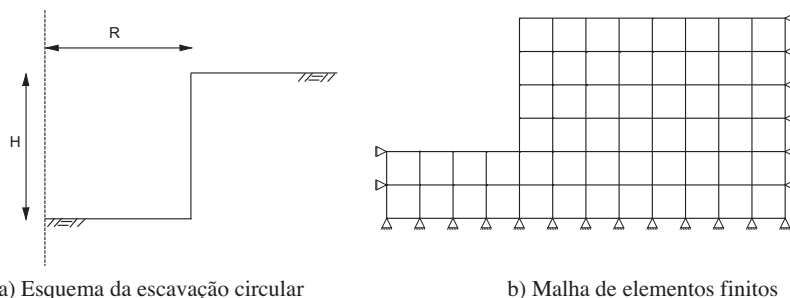 R
H
a) Esquema da escavação circular
b) Malha de elementos finitos